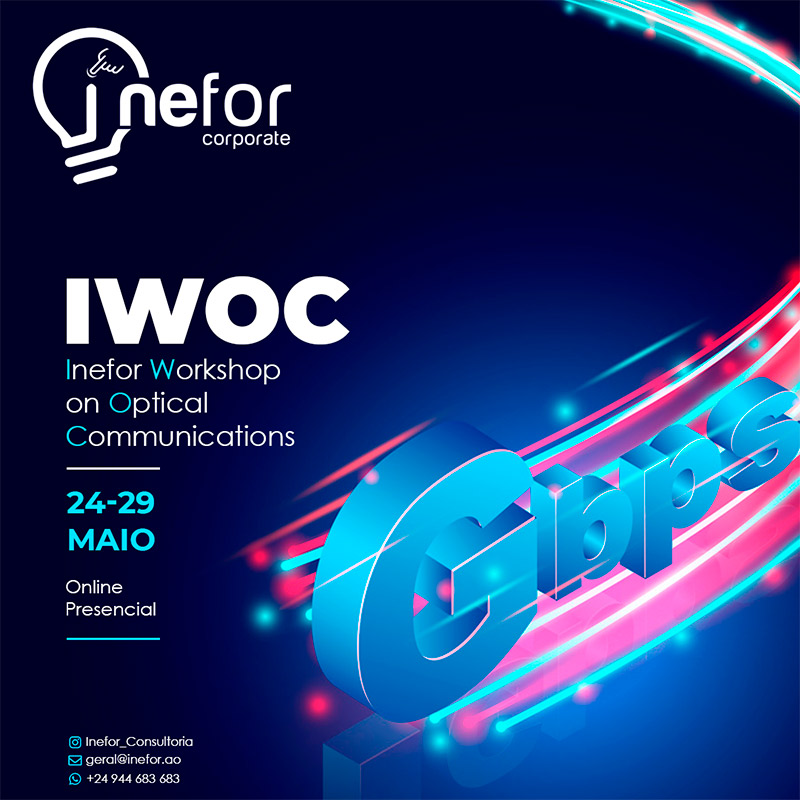 inefor
corporate
IWOC
Inefor Workshop
on Optical
Communications
24-29
MAIO
Online
Presencial
Gbps
Inefor_Consultoria
geral@inefor.ao
+24 944 683 683